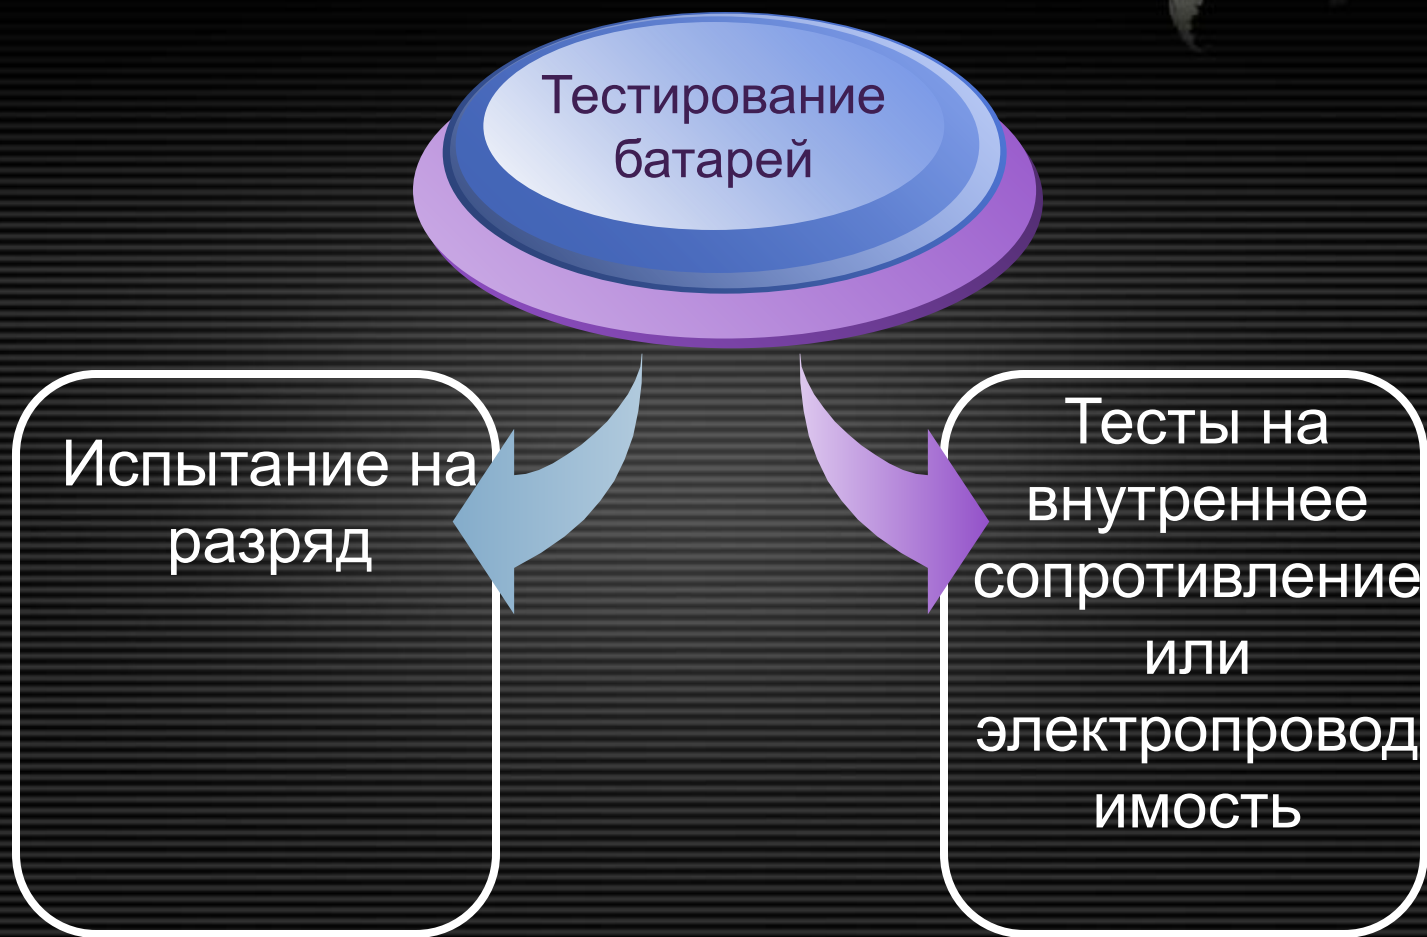 Тестирование
батарей
Испытание на
разряд
Тесты на
внутреннее
сопротивление
или
электропровод
имость